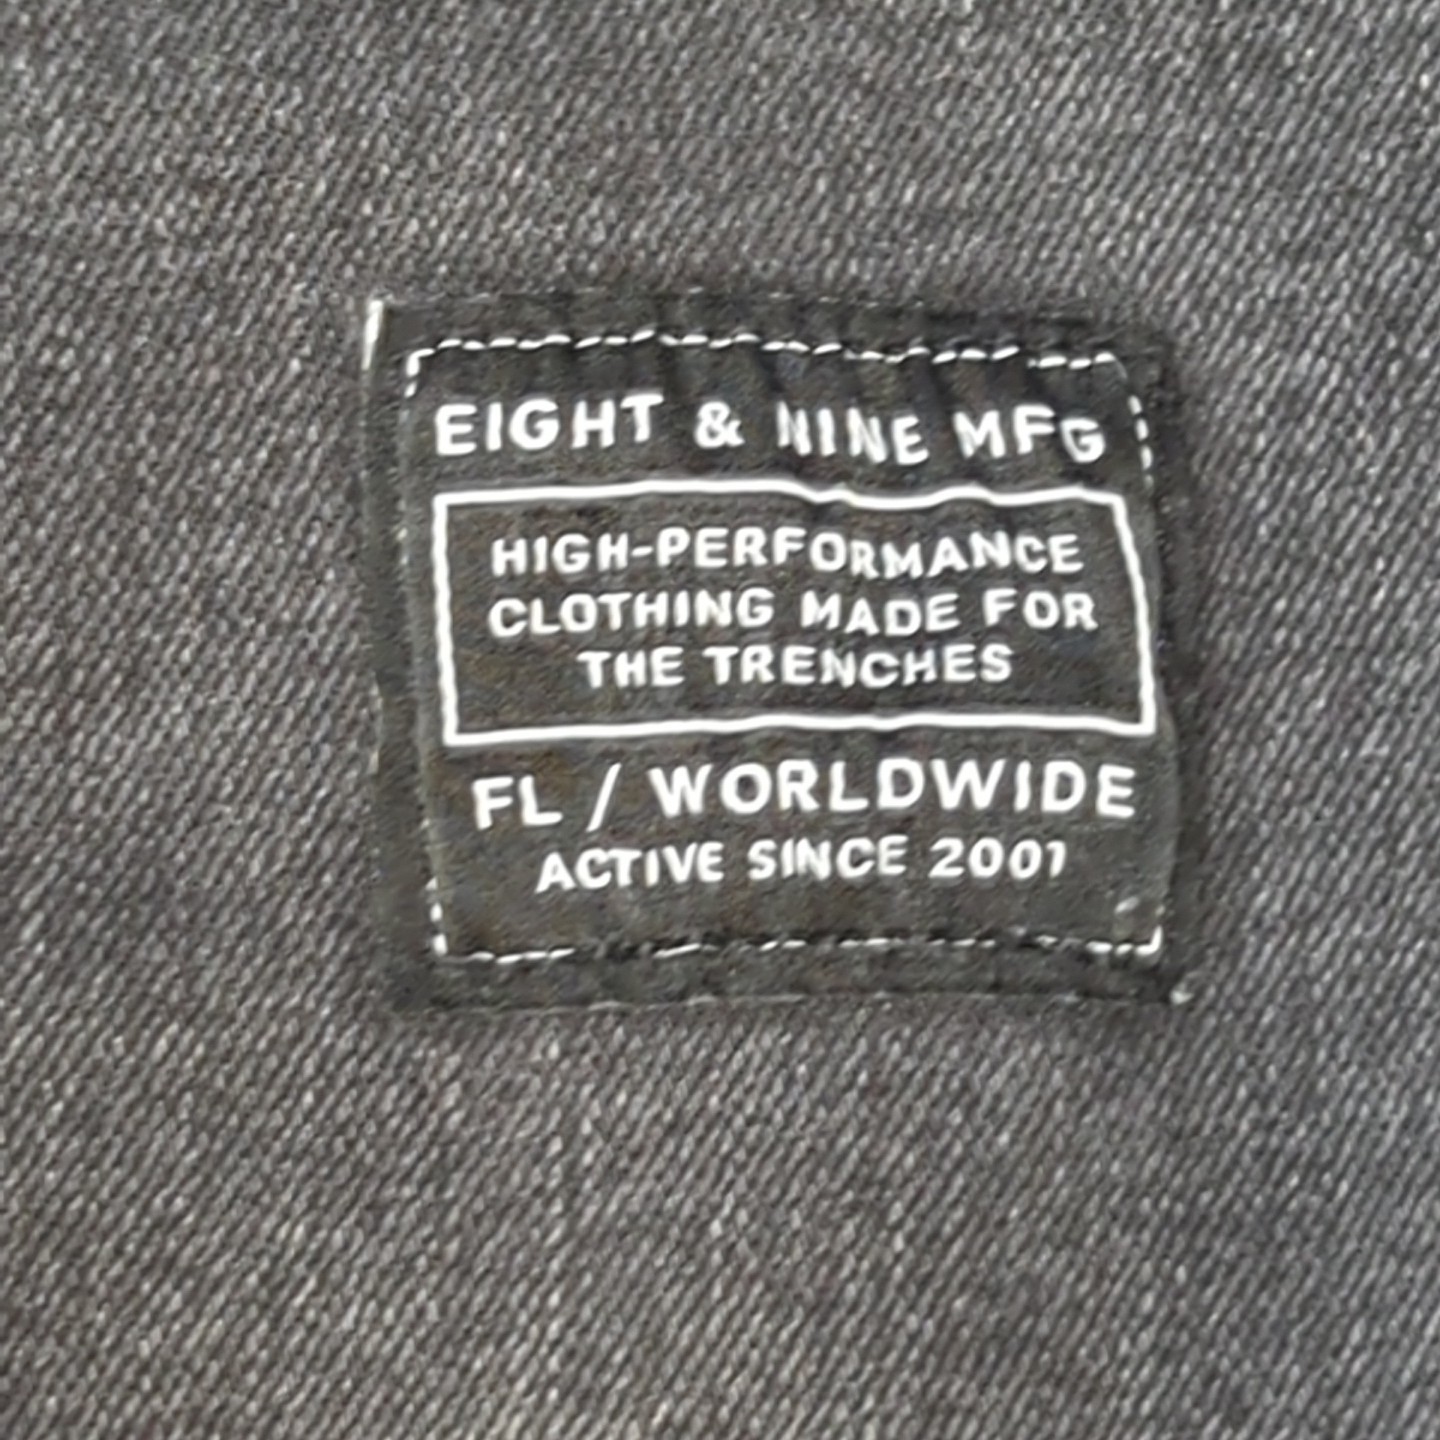 EIGHT & NINE MFG
HIGH-PERFORMANCE
CLOTHING MADE FOR
THE TRENCHES
FL / WORLDWIDE
ACTIVE SINCE 2001